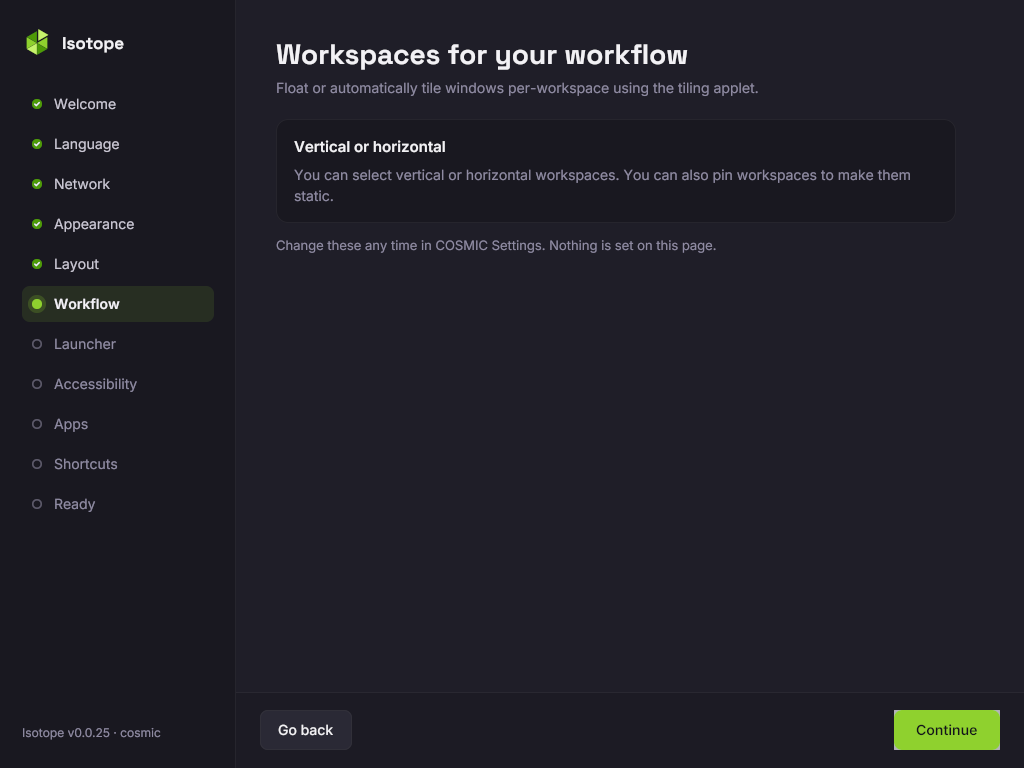 Isotope
Welcome
Language
Network
Appearance
Layout
Workflow
Launcher
Accessibility
Apps
Shortcuts
Ready
Isotope v0.0.25 · cosmic
Workspaces for your workflow
Float or automatically tile windows per-workspace using the tiling applet.
Vertical or horizontal
You can select vertical or horizontal workspaces. You can also pin workspaces to make them
static.
Change these any time in COSMIC Settings. Nothing is set on this page.
Go back
Continue